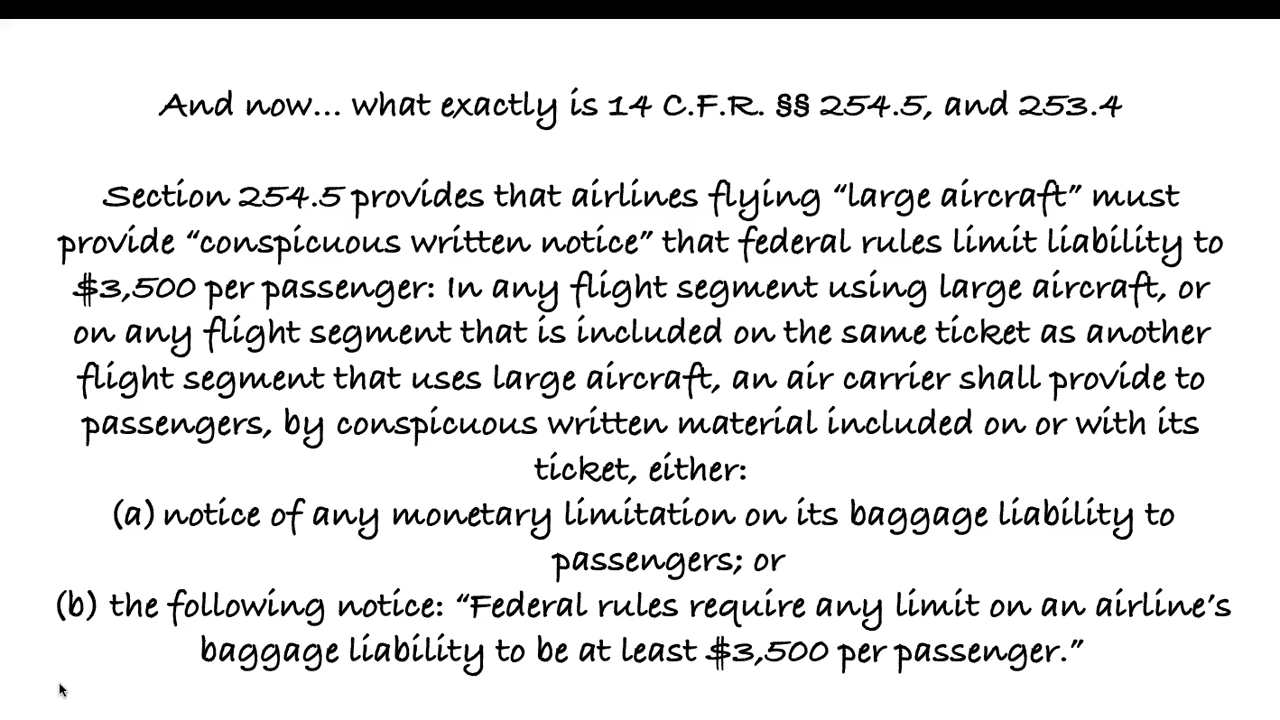 And now... what exactly is 14 C.F.R. §§ 254.5, and 253.4
Section 254.5 provides that airlines flying “large aircraft” must
provide “conspicuous written notice” that federal rules limit liability to
$3,500 per passenger: In any flight segment using large aircraft, or
on any flight segment that is included on the same ticket as another
flight segment that uses large aircraft, an air carrier shall provide to
passengers, by conspicuous written material included on or with its
ticket, either:
(a) notice of any monetary limitation on its baggage liability to
passengers; or
(b) the following notice: “Federal rules require any limit on an airline’s
baggage liability to be at least $3,500 per passenger.”